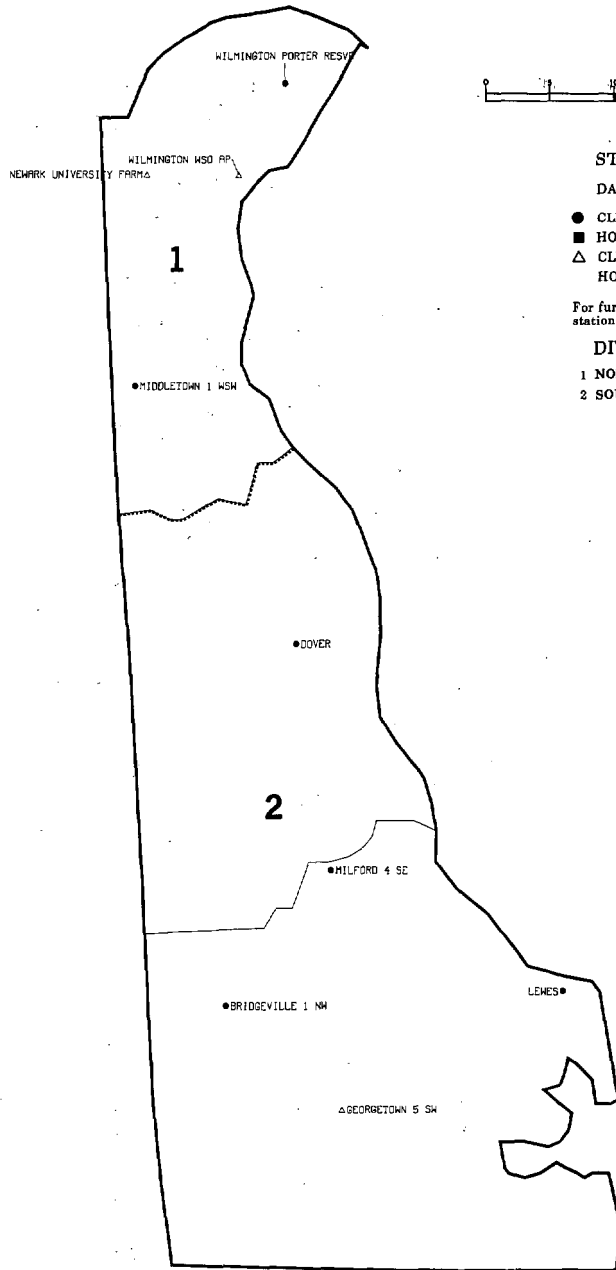 WILMINGTON PORTER RESVR
0
ST
DA
WILMINGTON WSO AP
NEWARK UNIVERSITY FARM
CL
HO
CL
HO
1
For fur
station
DI
1 NO
2 SO
MIDDLETOWN 1 WSW
DOVER
2
MILFORD 4 SE
LEWES
BRIDGEVILLE 1 NW
GEORGETOWN 5 SW